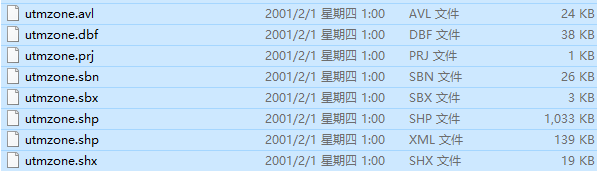 utmzone.avl 2001/2/1 星期四 1:00 AVL 文件 24 KB
utmzone.dbf 2001/2/1 星期四 1:00 DBF 文件 38 KB
utmzone.prj 2001/2/1 星期四 1:00 PRJ 文件 1 KB
utmzone.sbn 2001/2/1 星期四 1:00 SBN 文件 26 KB
utmzone.sbx 2001/2/1 星期四 1:00 SBX 文件 3 KB
utmzone.shp 2001/2/1 星期四 1:00 SHP 文件 1,033 KB
utmzone.shp 2001/2/1 星期四 1:00 XML 文件 139 KB
utmzone.shx 2001/2/1 星期四 1:00 SHX 文件 19 KB